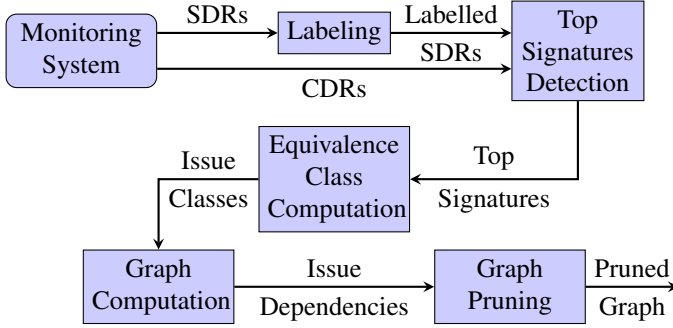 Monitoring
System
SDRs
Labeling
Labelled
SDRs
CDRs
Top
Signatures
Detection
Top
Signatures
Equivalence
Class
Computation
Issue
Classes
Graph
Computation
Issue
Dependencies
Graph
Pruning
Pruned
Graph